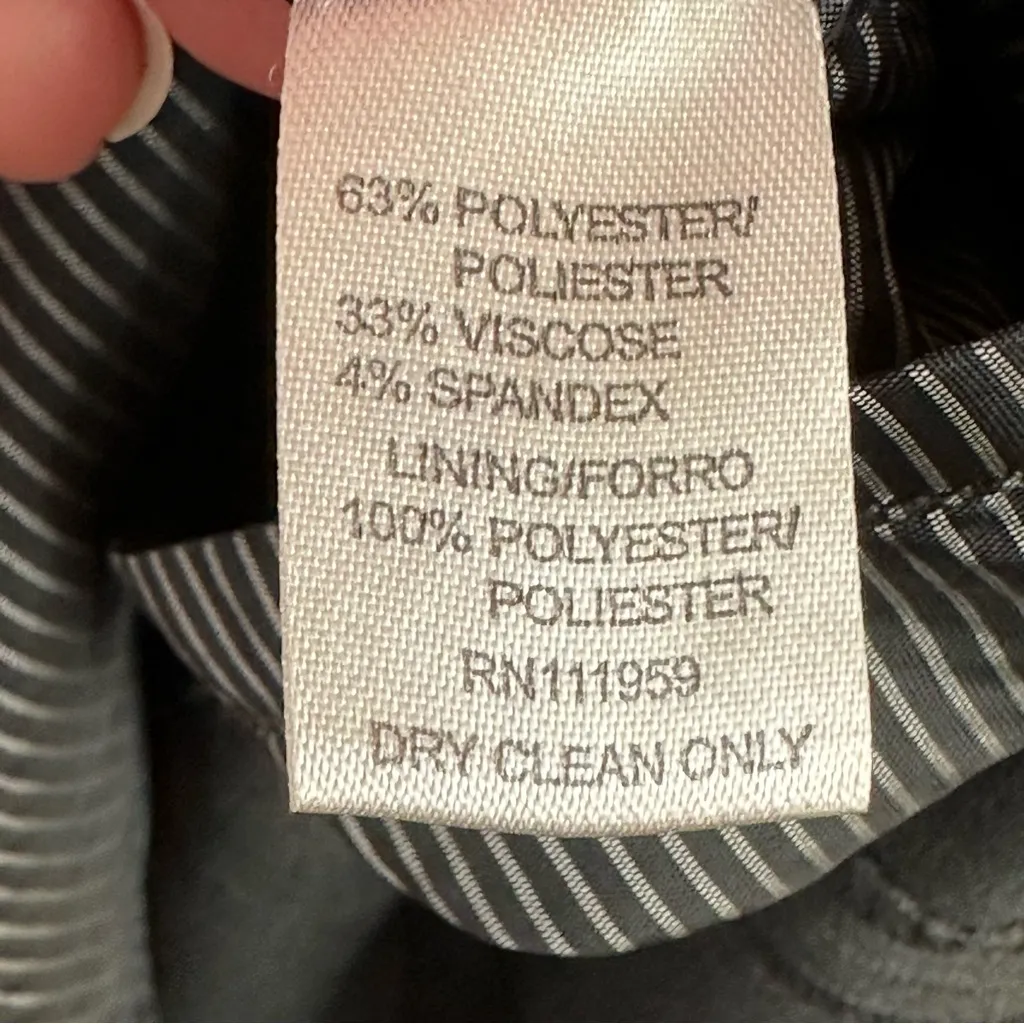 63% POLYESTER/
POLIESTER
33% VISCOSE
4% SPANDEX
LINING/FORRO
100% POLYESTER/
POLIESTER
RN111959
DRY CLEAN ONLY